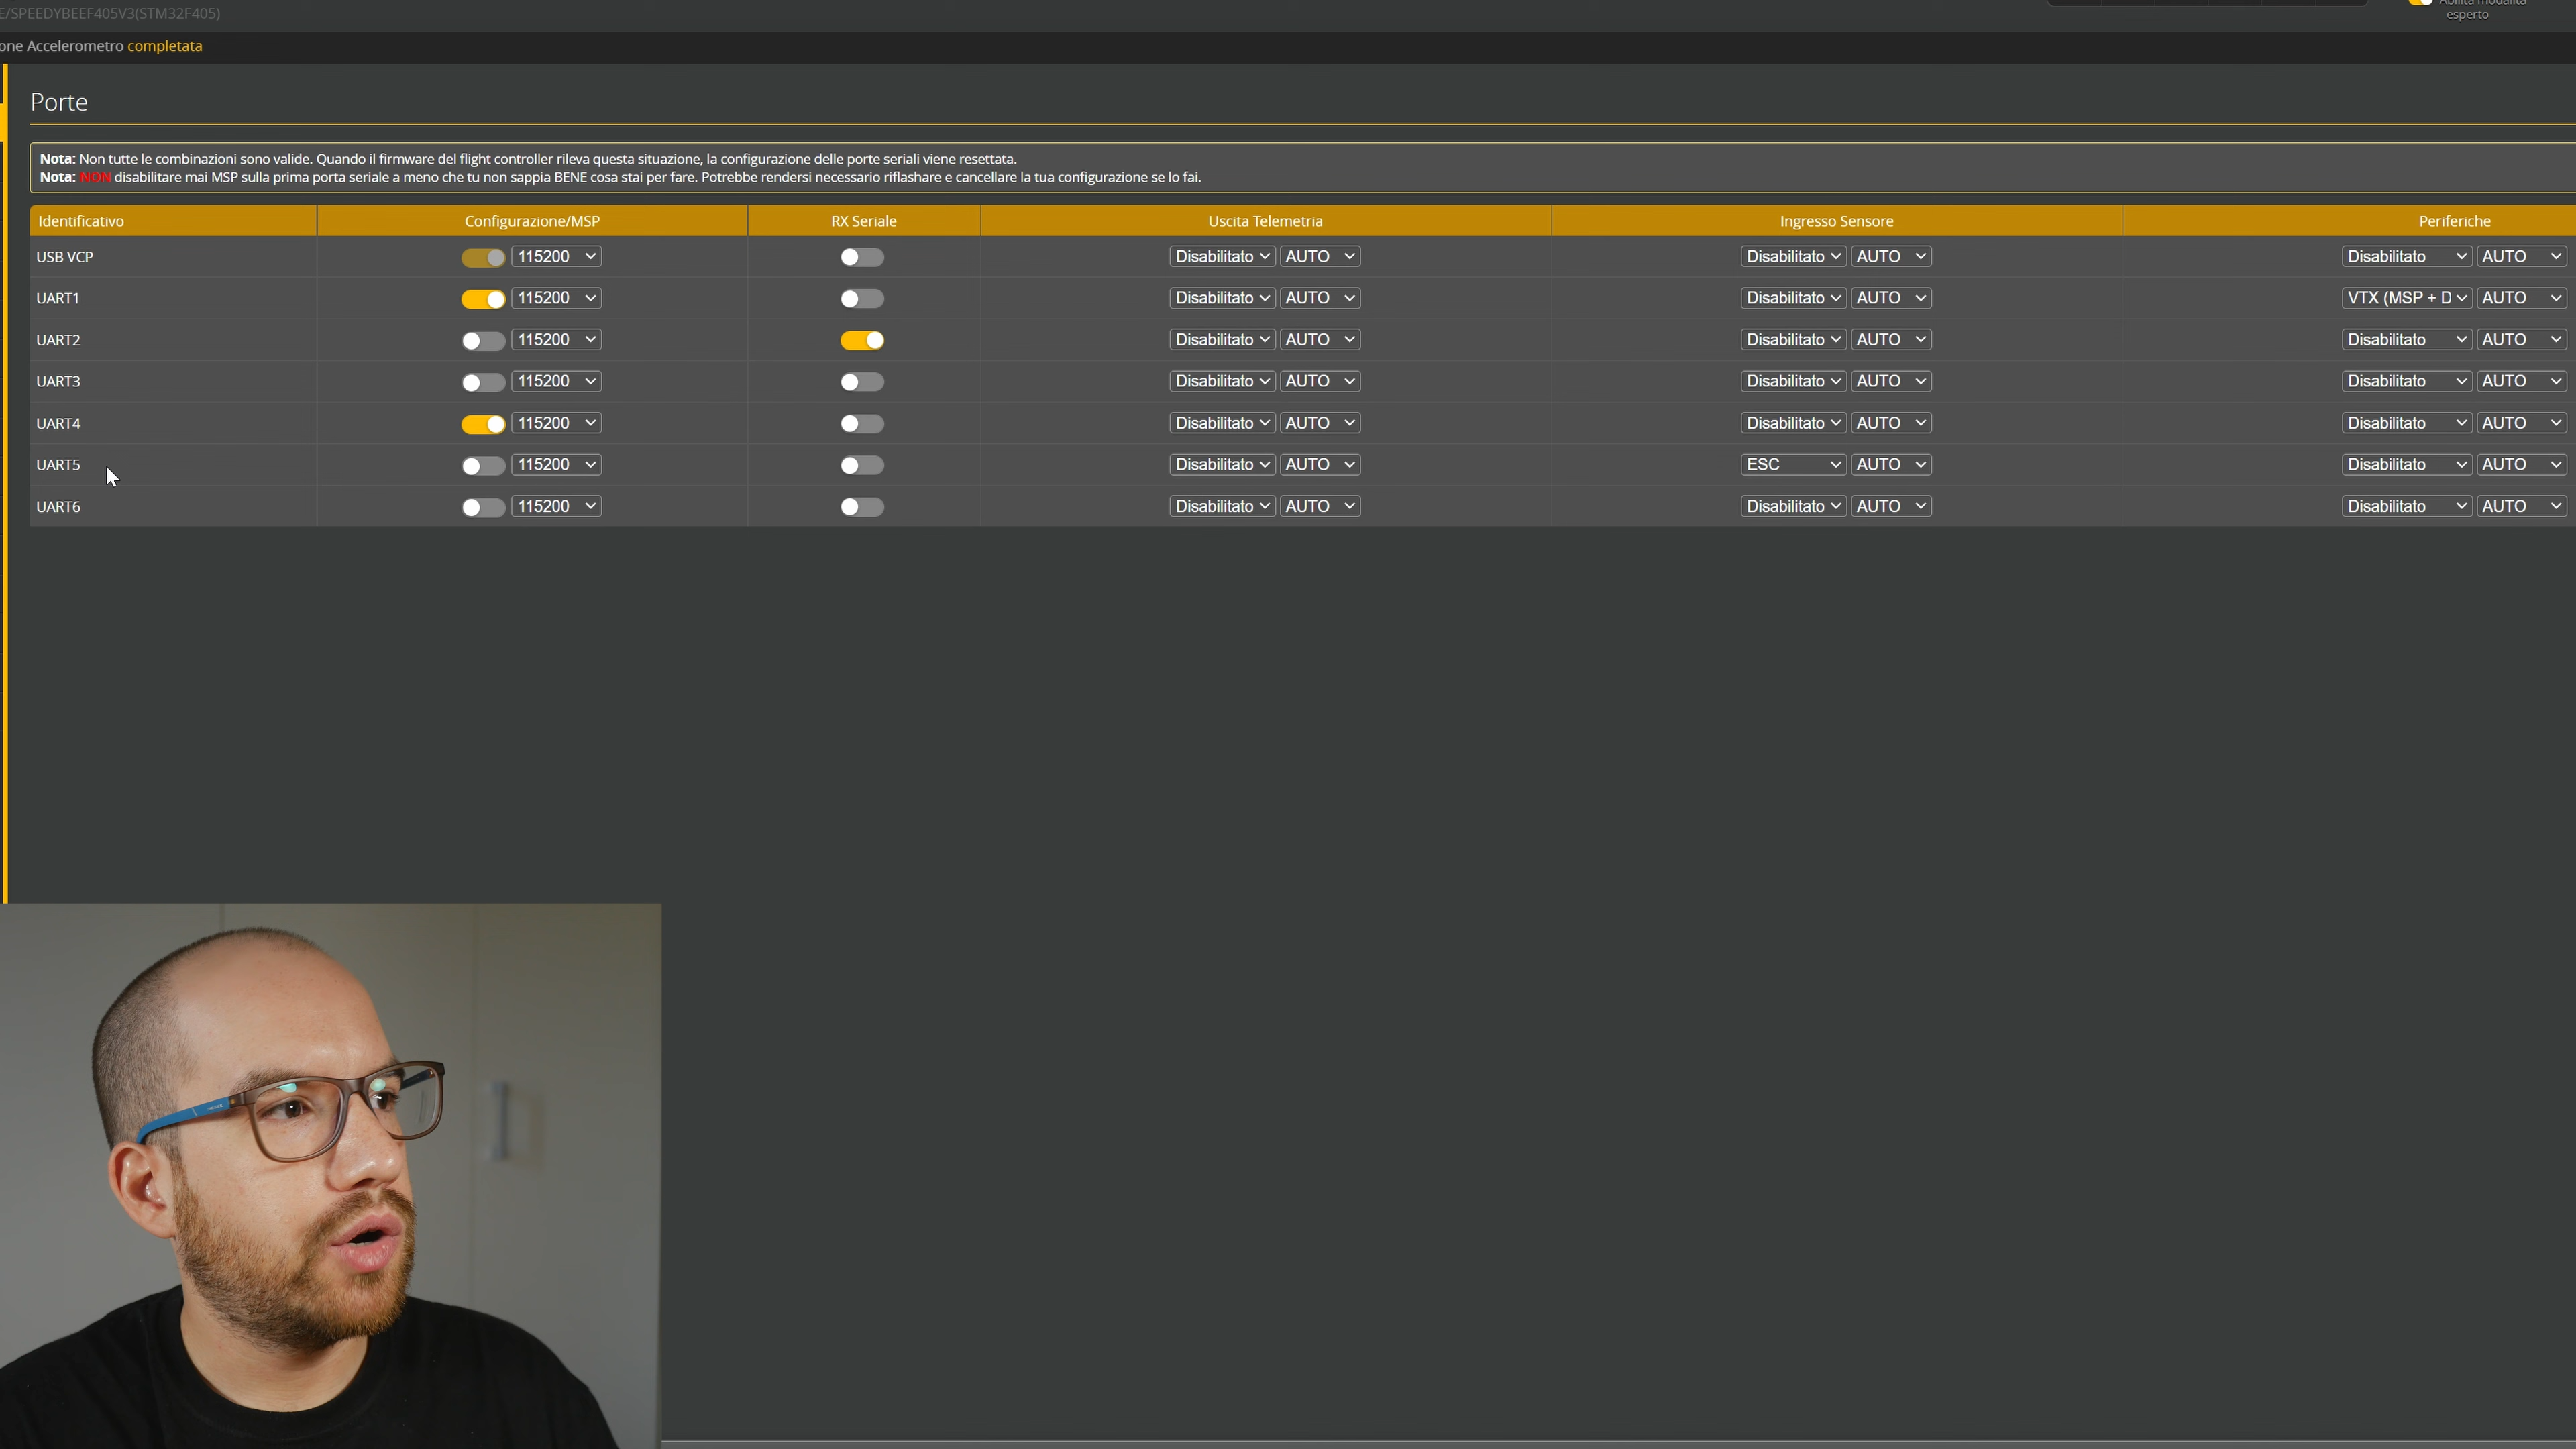 E/SPEEDYBEEF405V3(STM32F405)
Abilita modalità
esperto
one Accelerometro completata
Porte
Nota: Non tutte le combinazioni sono valide. Quando il firmware del flight controller rileva questa situazione, la configurazione delle porte seriali viene resettata.
Nota: NON disabilitare mai MSP sulla prima porta seriale a meno che tu non sappia BENE cosa stai per fare. Potrebbe rendersi necessario riflashare e cancellare la tua configurazione se lo fai.
Identificativo Configurazione/MSP RX Seriale Uscita Telemetria Ingresso Sensore Periferiche
USB VCP 115200 Disabilitato AUTO Disabilitato AUTO Disabilitato AUTO
UART1 115200 Disabilitato AUTO Disabilitato AUTO VTX (MSP + D AUTO
UART2 115200 Disabilitato AUTO Disabilitato AUTO Disabilitato AUTO
UART3 115200 Disabilitato AUTO Disabilitato AUTO Disabilitato AUTO
UART4 115200 Disabilitato AUTO Disabilitato AUTO Disabilitato AUTO
UART5 115200 Disabilitato AUTO ESC AUTO Disabilitato AUTO
UART6 115200 Disabilitato AUTO Disabilitato AUTO Disabilitato AUTO